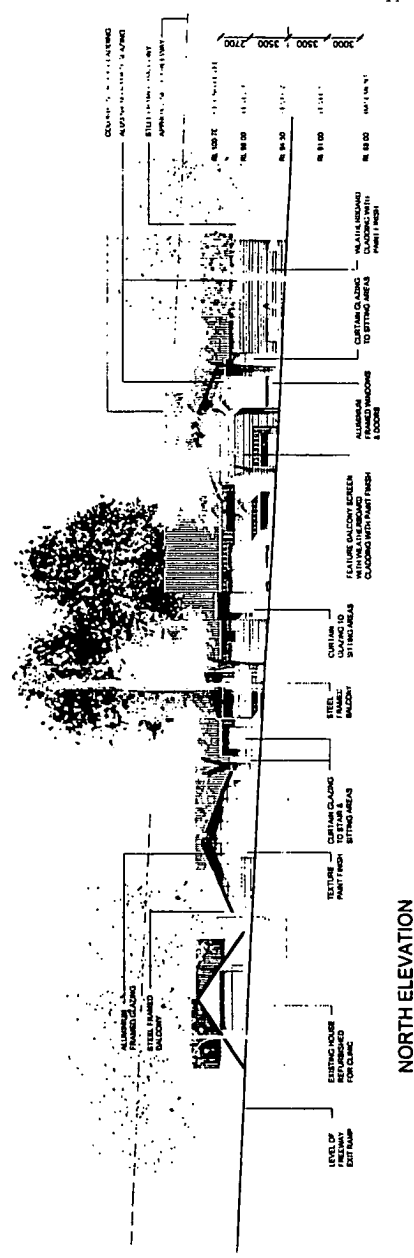 ALUMINIUM
FRAMED GLAZING
STEEL FRAMED
BALCONY
2700
3500
3500
3000
RL 98 00
RL 94 50
RL 91 00
RL 88 00
LEVEL OF
FREEWAY
EXIT RAMP
EXISTING HOUSE
REFURBISHED
FOR CLINIC
TEXTURE
PAINT FINISH
CURTAIN GLAZING
TO STAIR &
SITTING AREAS
STEEL
FRAMED
BALCONY
CURTAIN
GLAZING TO
SITTING AREAS
FEATURE BALCONY SCREEN
WITH WEATHERBOARD
CLADDING WITH PAINT FINISH
ALUMINIUM
FRAMED WINDOWS
& DOORS
CURTAIN GLAZING
TO SITTING AREAS
WEATHERBOARD
CLADDING WITH
PAINT FINISH
NORTH ELEVATION